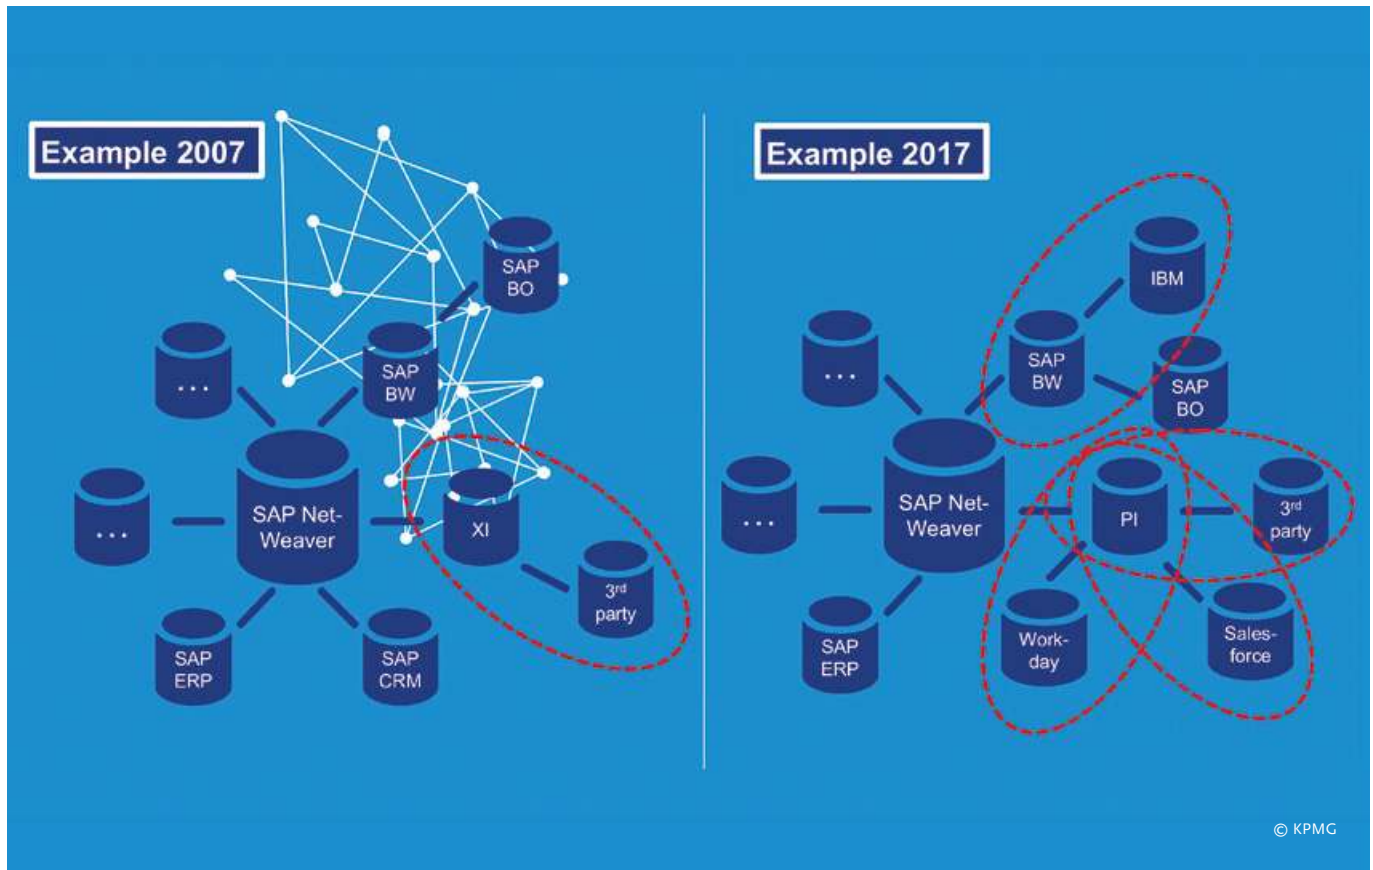 Example 2007
SAP
BO
...
SAP
BW
...
SAP Net-
Weaver
XI
3rd
party
SAP
ERP
SAP
CRM
Example 2017
IBM
...
SAP
BW
SAP
BO
...
SAP Net-
Weaver
PI
3rd
party
SAP
ERP
Work-
day
Sales-
force
© KPMG